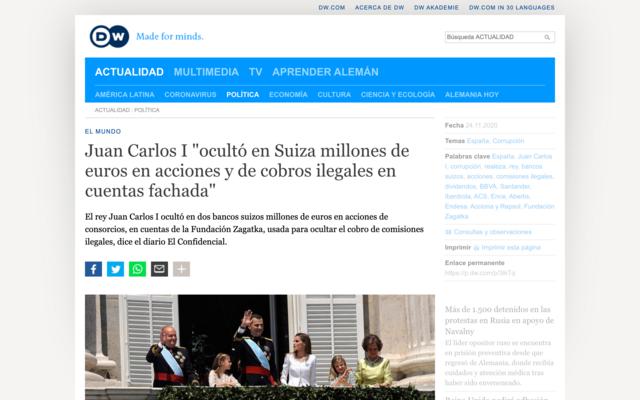 DW.COM ACERCA DE DW DW AKADEMIE DW.COM IN 30 LANGUAGES
DW Made for minds.
Búsqueda ACTUALIDAD
ACTUALIDAD MULTIMEDIA TV APRENDER ALEMÁN
AMÉRICA LATINA CORONAVIRUS POLÍTICA ECONOMÍA CULTURA CIENCIA Y ECOLOGÍA ALEMANIA HOY
ACTUALIDAD / POLÍTICA
EL MUNDO
Juan Carlos I "ocultó en Suiza millones de
euros en acciones y de cobros ilegales en
cuentas fachada"
El rey Juan Carlos I ocultó en dos bancos suizos millones de euros en acciones de
consorcios, en cuentas de la Fundación Zagatka, usada para ocultar el cobro de comisiones
ilegales, dice el diario El Confidencial.
Fecha 24.11.2020
Temas España, Corrupción
Palabras clave España, Juan Carlos
I, corrupción, realeza, rey, bancos
suizos, acciones, comisiones ilegales,
dividendos, BBVA, Santander,
Iberdrola, ACS, Ence, Abertis,
Endesa, Acciona y Repsol, Fundación
Zagatka
Consultas y observaciones
Imprimir Imprima esta página
Enlace permanente
Más de 1.500 detenidos en las
protestas en Rusia en apoyo de
Navalny
El líder opositor ruso se encuentra
en prisión preventiva desde que
regresó de Alemania, donde recibía
cuidados y atención médica tras
haber sido envenenado.